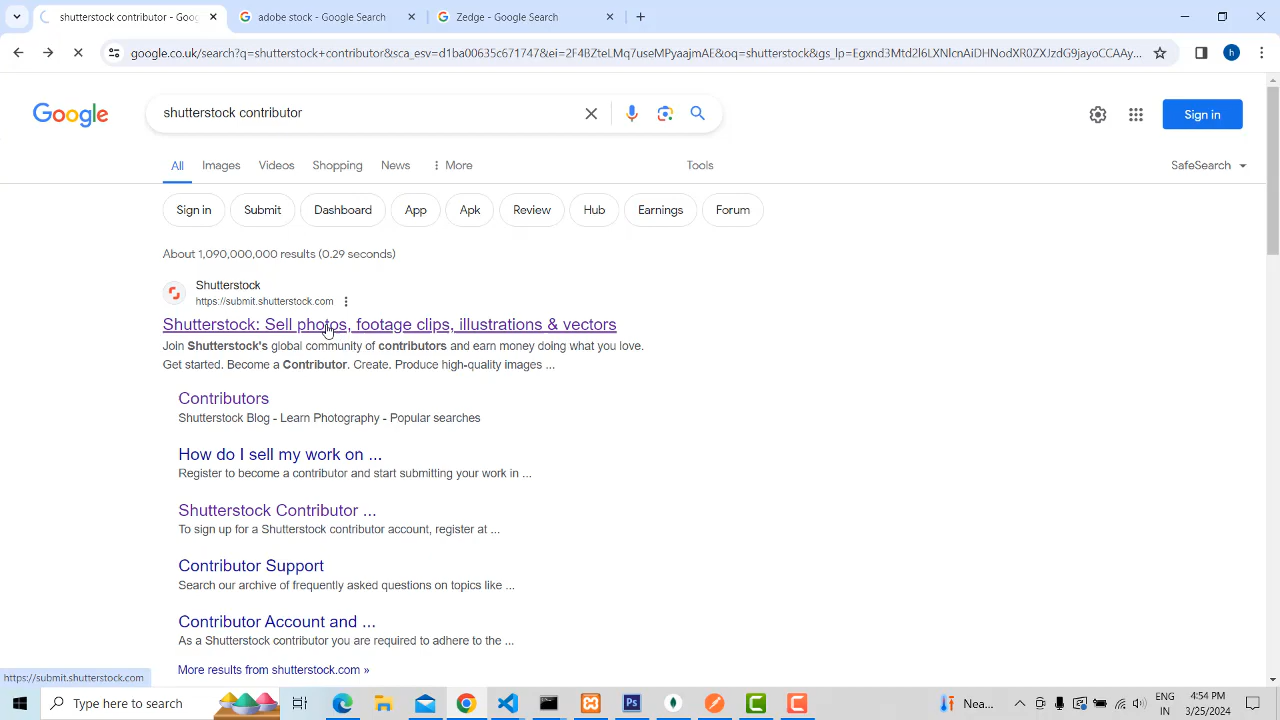 shutterstock contributor - Goo
adobe stock - Google Search
Zedge - Google Search
google.co.uk/search?q=shutterstock+contributor&sca_esv=d1ba00635c671747&ei=2F4BZteLMq7useMPyaajmAE&oq=shutterstock&gs_lp=Egxnd3Mtd2l6LXNlcnAiDHNodXR0ZXJzdG9jayoCCAAy...
h
Google
shutterstock contributor
Sign in
All
Images
Videos
Shopping
News
More
Tools
SafeSearch
Sign in
Submit
Dashboard
App
Apk
Review
Hub
Earnings
Forum
About 1,090,000,000 results (0.29 seconds)
Shutterstock
https://submit.shutterstock.com
Shutterstock: Sell photos, footage clips, illustrations & vectors
Join Shutterstock's global community of contributors and earn money doing what you love.
Get started. Become a Contributor. Create. Produce high-quality images ...
Contributors
Shutterstock Blog - Learn Photography - Popular searches
How do I sell my work on ...
Register to become a contributor and start submitting your work in ...
Shutterstock Contributor ...
To sign up for a Shutterstock contributor account, register at ...
Contributor Support
Search our archive of frequently asked questions on topics like ...
Contributor Account and ...
As a Shutterstock contributor you are required to adhere to the ...
More results from shutterstock.com »
https://submit.shutterstock.com
Type here to search
Ps
Nea...
ENG
IN
4:54 PM
3/25/2024